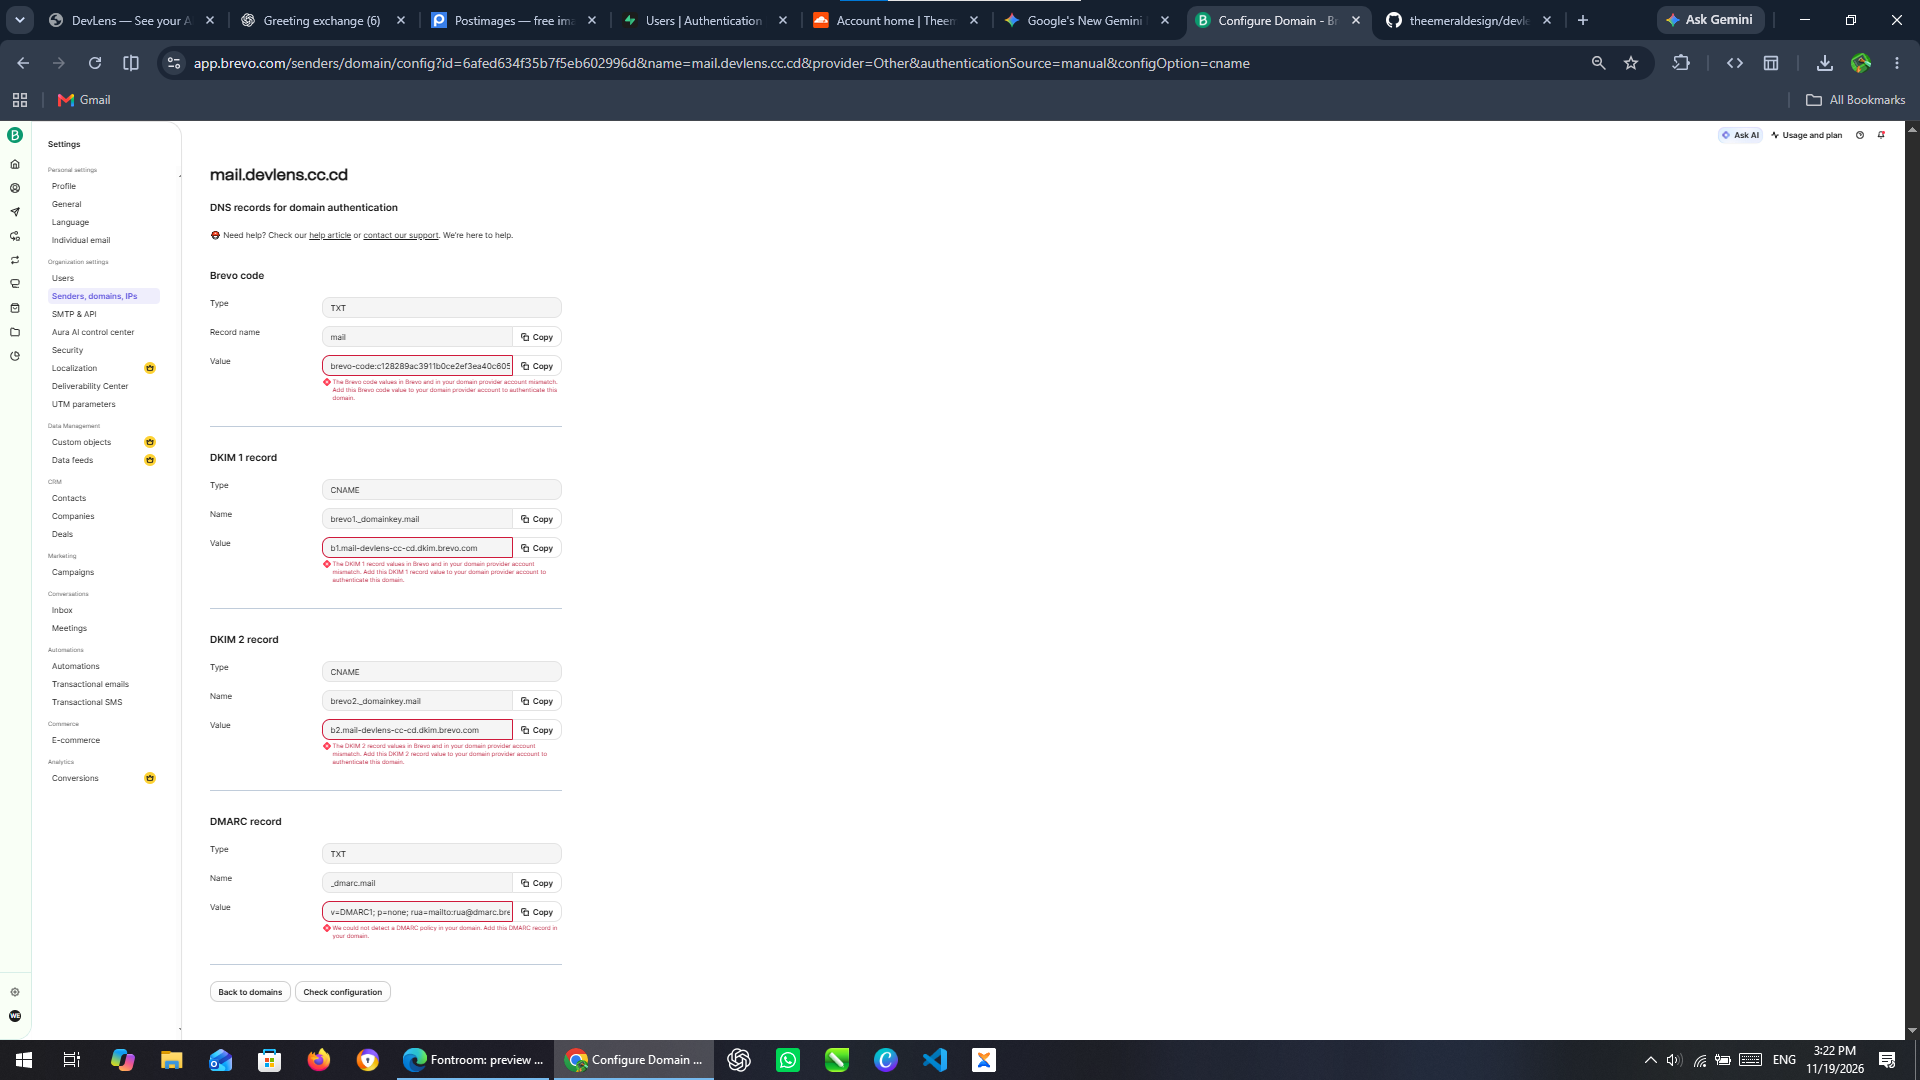 DevLens — See your A
Greeting exchange (6)
Postimages — free ima
Users | Authentication
Account home | Theem
Google's New Gemini
Configure Domain - Br
theemeraldesign/devle
Ask Gemini
app.brevo.com/senders/domain/config?id=6afed634f35b7f5eb602996d&name=mail.devlens.cc.cd&provider=Other&authenticationSource=manual&configOption=cname
Gmail
All Bookmarks
Settings
Ask AI
Usage and plan
Personal settings
Profile
General
Language
Individual email
Organization settings
Users
Senders, domains, IPs
SMTP & API
Aura AI control center
Security
Localization
Deliverability Center
UTM parameters
Data Management
Custom objects
Data feeds
CRM
Contacts
Companies
Deals
Marketing
Campaigns
Conversations
Inbox
Meetings
Automations
Automations
Transactional emails
Transactional SMS
Commerce
E-commerce
Analytics
Conversions
mail.devlens.cc.cd
DNS records for domain authentication
Need help? Check our help article or contact our support. We're here to help.
Brevo code
Type
TXT
Record name
mail
Copy
Value
brevo-code:c128289ac3911b0ce2ef3ea40c605
Copy
The Brevo code values in Brevo and in your domain provider account mismatch.
Add this Brevo code value to your domain provider account to authenticate this
domain.
DKIM 1 record
Type
CNAME
Name
brevo1._domainkey.mail
Copy
Value
b1.mail-devlens-cc-cd.dkim.brevo.com
Copy
The DKIM 1 record values in Brevo and in your domain provider account
mismatch. Add this DKIM 1 record value to your domain provider account to
authenticate this domain.
DKIM 2 record
Type
CNAME
Name
brevo2._domainkey.mail
Copy
Value
b2.mail-devlens-cc-cd.dkim.brevo.com
Copy
The DKIM 2 record values in Brevo and in your domain provider account
mismatch. Add this DKIM 2 record value to your domain provider account to
authenticate this domain.
DMARC record
Type
TXT
Name
_dmarc.mail
Copy
Value
v=DMARC1; p=none; rua=mailto:rua@dmarc.bre
Copy
We could not detect a DMARC policy in your domain. Add this DMARC record in
your domain.
Back to domains
Check configuration
WE
Fontroom: preview ...
Configure Domain ...
ENG
3:22 PM
11/19/2026